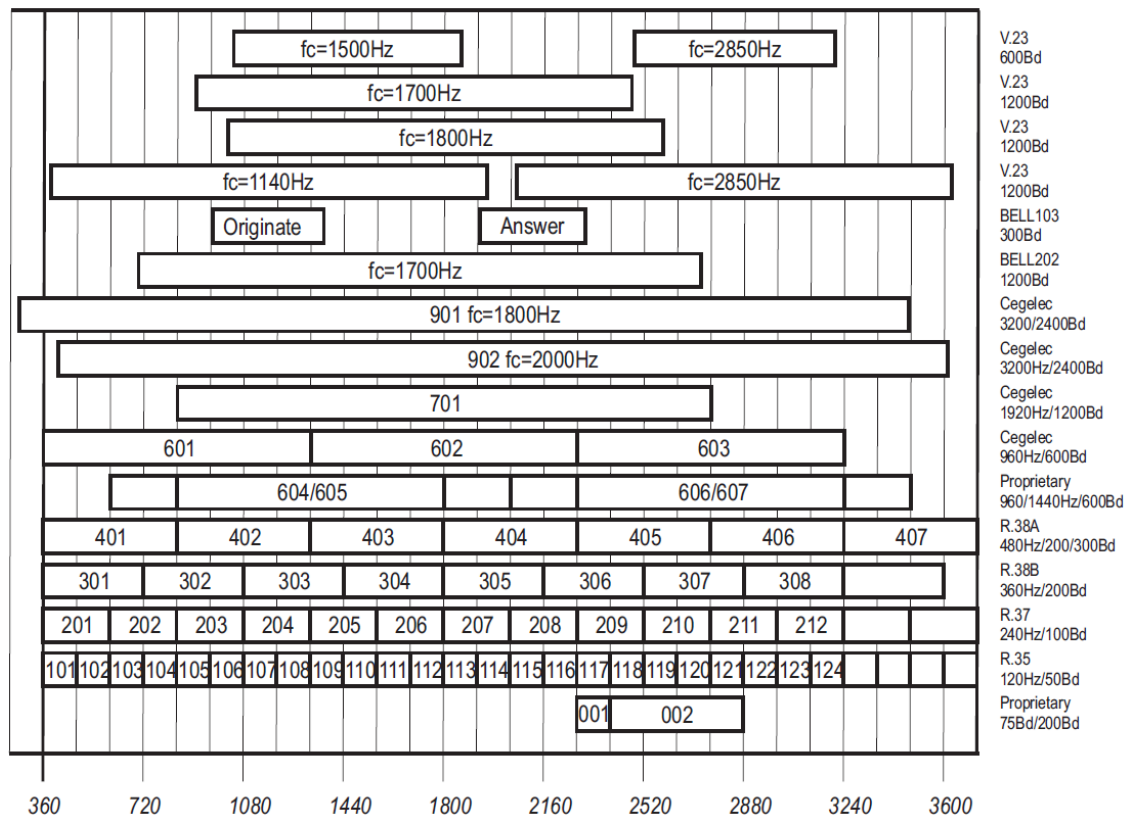 fc=1500Hz fc=2850Hz V.23
600Bd
fc=1700Hz V.23
1200Bd
fc=1800Hz V.23
1200Bd
fc=1140Hz fc=2850Hz V.23
1200Bd
Originate Answer BELL103
300Bd
fc=1700Hz BELL202
1200Bd
901 fc=1800Hz Cegelec
3200/2400Bd
902 fc=2000Hz Cegelec
3200Hz/2400Bd
701 Cegelec
1920Hz/1200Bd
601 602 603 Cegelec
960Hz/600Bd
604/605 606/607 Proprietary
960/1440Hz/600Bd
401 402 403 404 405 406 407 R.38A
480Hz/200/300Bd
301 302 303 304 305 306 307 308 R.38B
360Hz/200Bd
201 202 203 204 205 206 207 208 209 210 211 212 R.37
240Hz/100Bd
101 102 103 104 105 106 107 108 109 110 111 112 113 114 115 116 117 118 119 120 121 122 123 124 R.35
120Hz/50Bd
001 002 Proprietary
75Bd/200Bd
360 720 1080 1440 1800 2160 2520 2880 3240 3600